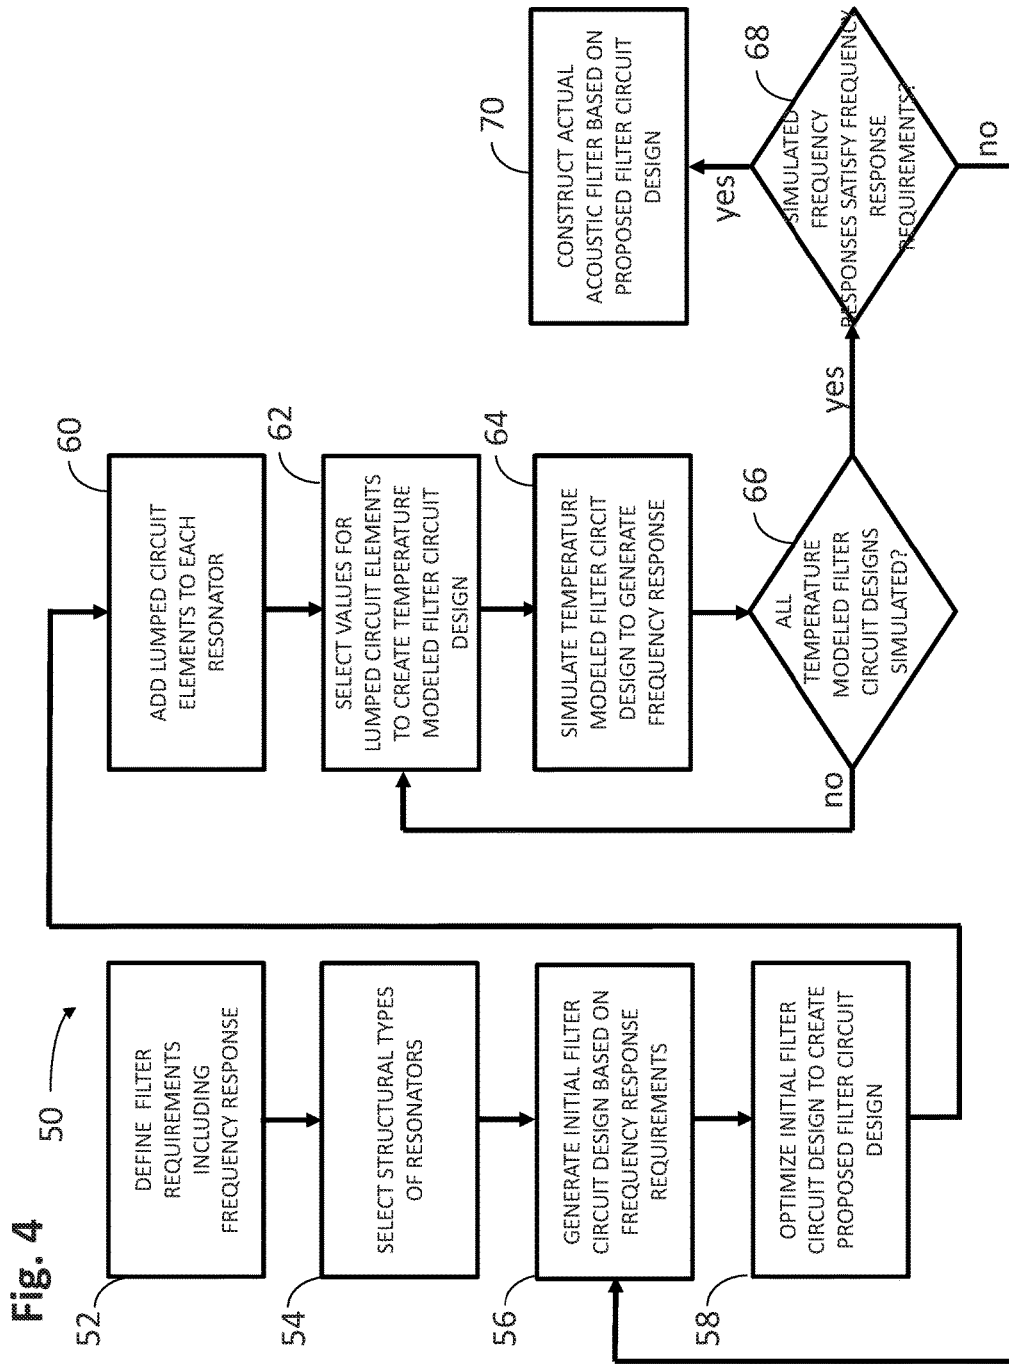 Fig. 4
50
52
DEFINE FILTER
REQUIREMENTS
INCLUDING
FREQUENCY RESPONSE
54
SELECT STRUCTURAL TYPES
OF RESONATORS
56
GENERATE INITIAL FILTER
CIRCUIT DESIGN BASED ON
FREQUENCY RESPONSE
REQUIREMENTS
58
OPTIMIZE INITIAL FILTER
CIRCUIT DESIGN TO CREATE
PROPOSED FILTER CIRCUIT
DESIGN
60
ADD LUMPED CIRCUIT
ELEMENTS TO EACH
RESONATOR
62
SELECT VALUES FOR
LUMPED CIRCUIT ELEMENTS
TO CREATE TEMPERATURE
MODELED FILTER CIRCUIT
DESIGN
64
SIMULATE TEMPERATURE
MODELED FILTER CIRCUIT
DESIGN TO GENERATE
FREQUENCY RESPONSE
66
ALL
TEMPERATURE
MODELED FILTER
CIRCUIT DESIGNS
SIMULATED?
no
yes
68
SIMULATED
FREQUENCY
RESPONSES SATISFY FREQUENCY
RESPONSE
REQUIREMENTS?
yes
no
70
CONSTRUCT ACTUAL
ACOUSTIC FILTER BASED ON
PROPOSED FILTER CIRCUIT
DESIGN